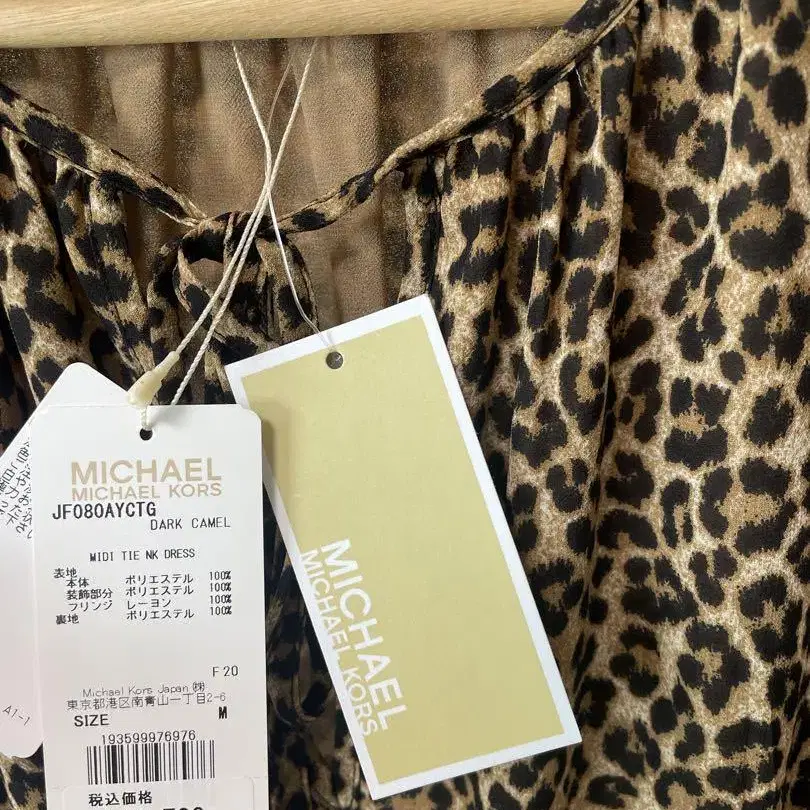 MICHAEL
MICHAEL KORS
JF080AYCTG
DARK CAMEL
MIDI TIE NK DRESS
表地
本体 ポリエステル 100%
装飾部分 ポリエステル 100%
フリンジ レーヨン 100%
裏地 ポリエステル 100%
F20
Michael Kors Japan ㈱
東京都港区南青山一丁目2-6
SIZE M
193599976976
税込価格
A1-1
MICHAEL
MICHAEL KORS